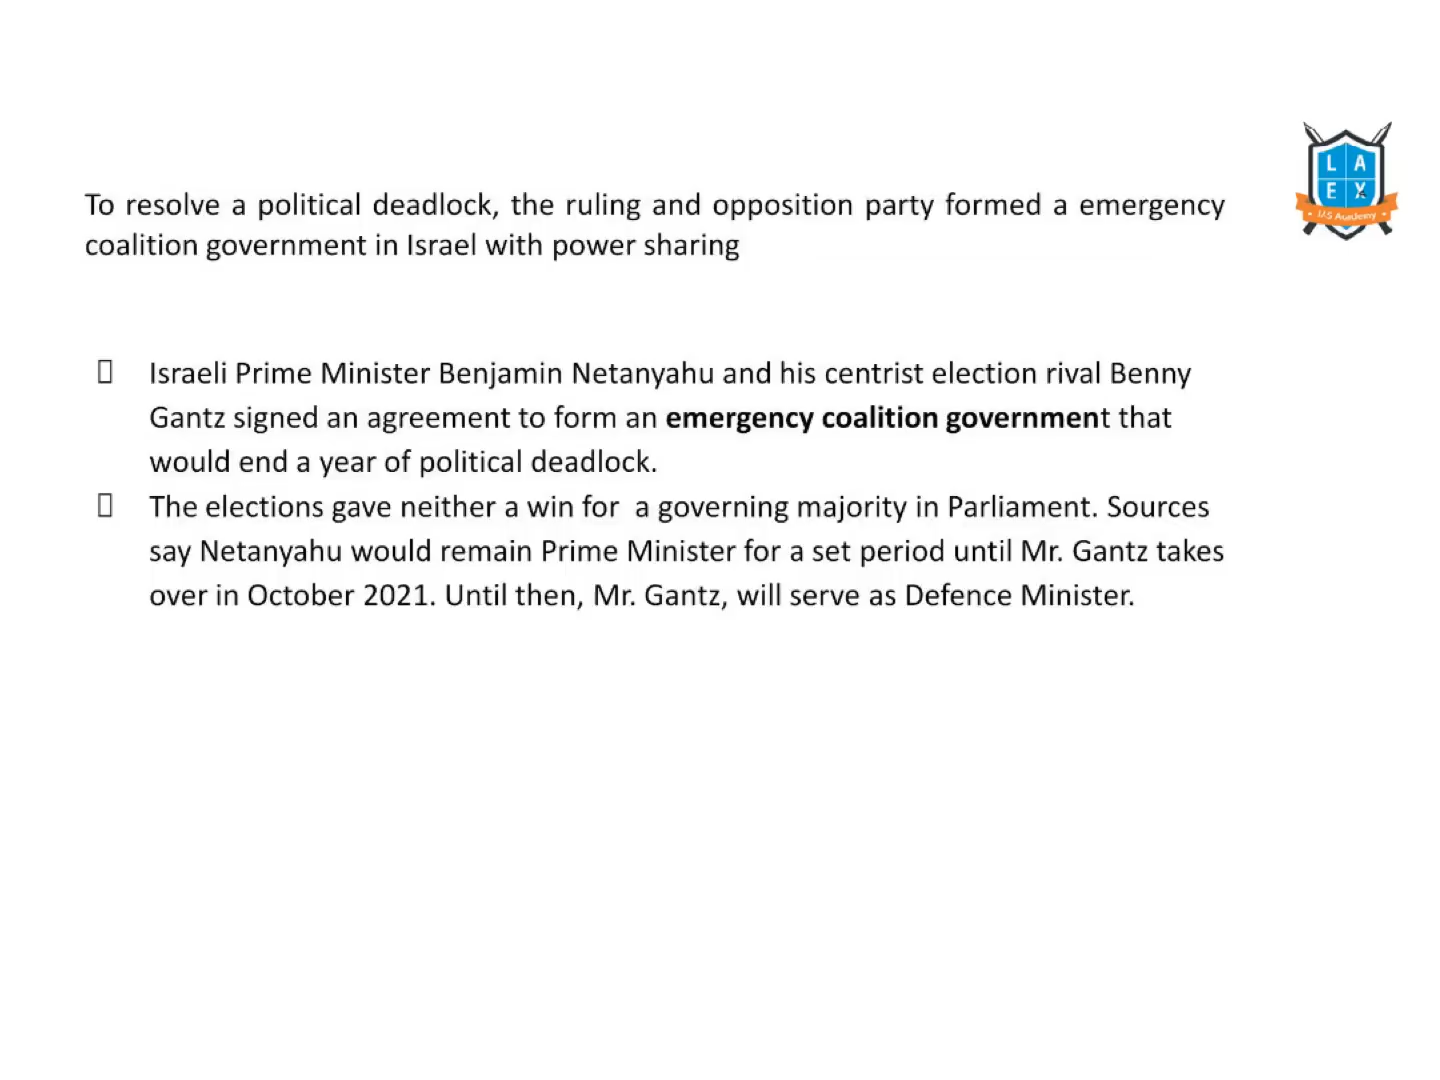 To resolve a political deadlock, the ruling and opposition party formed a emergency
coalition government in Israel with power sharing
L A
E X
U.S Academy
Israeli Prime Minister Benjamin Netanyahu and his centrist election rival Benny
Gantz signed an agreement to form an emergency coalition government that
would end a year of political deadlock.
The elections gave neither a win for  a governing majority in Parliament. Sources
say Netanyahu would remain Prime Minister for a set period until Mr. Gantz takes
over in October 2021. Until then, Mr. Gantz, will serve as Defence Minister.